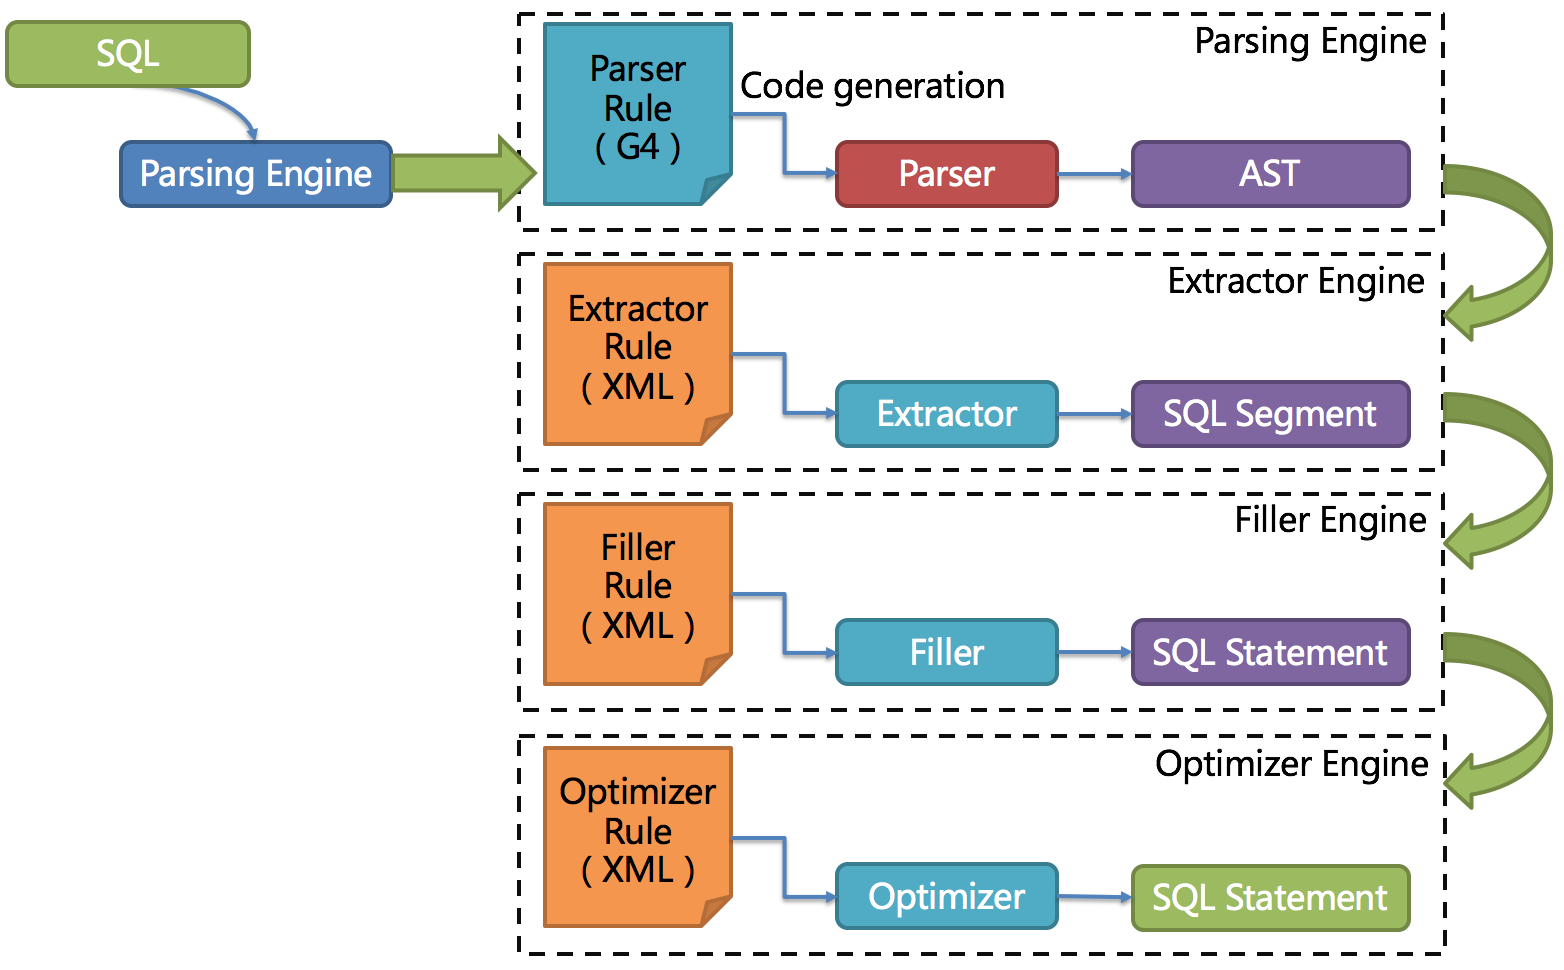 SQL
Parsing Engine
Parsing Engine
Parser
Rule
( G4 )
Code generation
Parser
AST
Extractor Engine
Extractor
Rule
( XML )
Extractor
SQL Segment
Filler Engine
Filler
Rule
( XML )
Filler
SQL Statement
Optimizer Engine
Optimizer
Rule
( XML )
Optimizer
SQL Statement